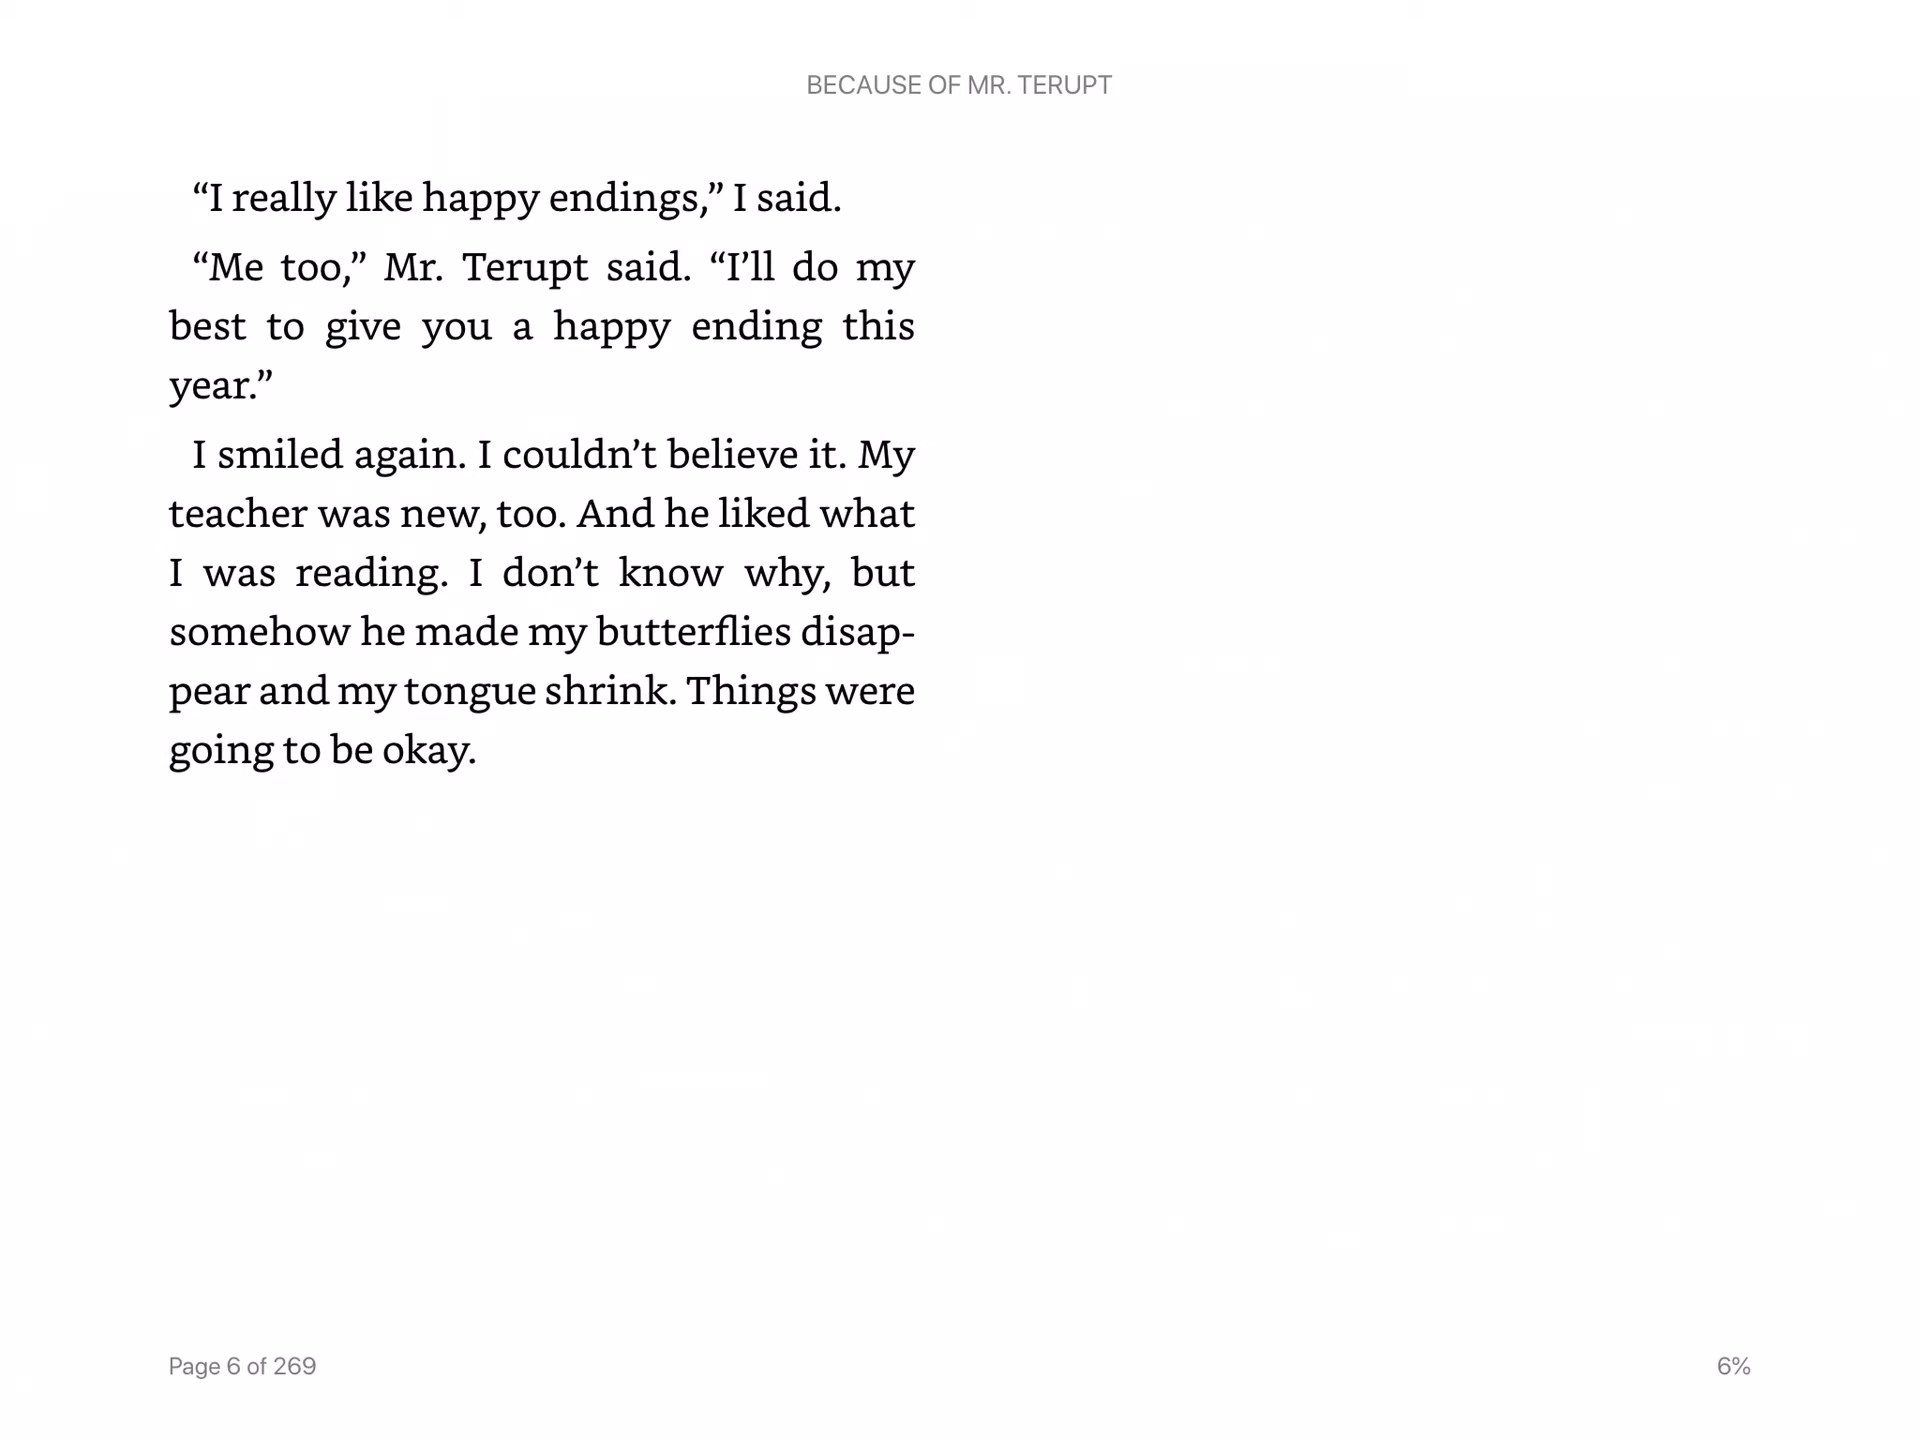 BECAUSE OF MR. TERUPT
“I really like happy endings,” I said.
“Me too,” Mr. Terupt said. “I’ll do my
best to give you a happy ending this
year.”
I smiled again. I couldn’t believe it. My
teacher was new, too. And he liked what
I was reading. I don’t know why, but
somehow he made my butterflies disap-
pear and my tongue shrink. Things were
going to be okay.
Page 6 of 269
6%